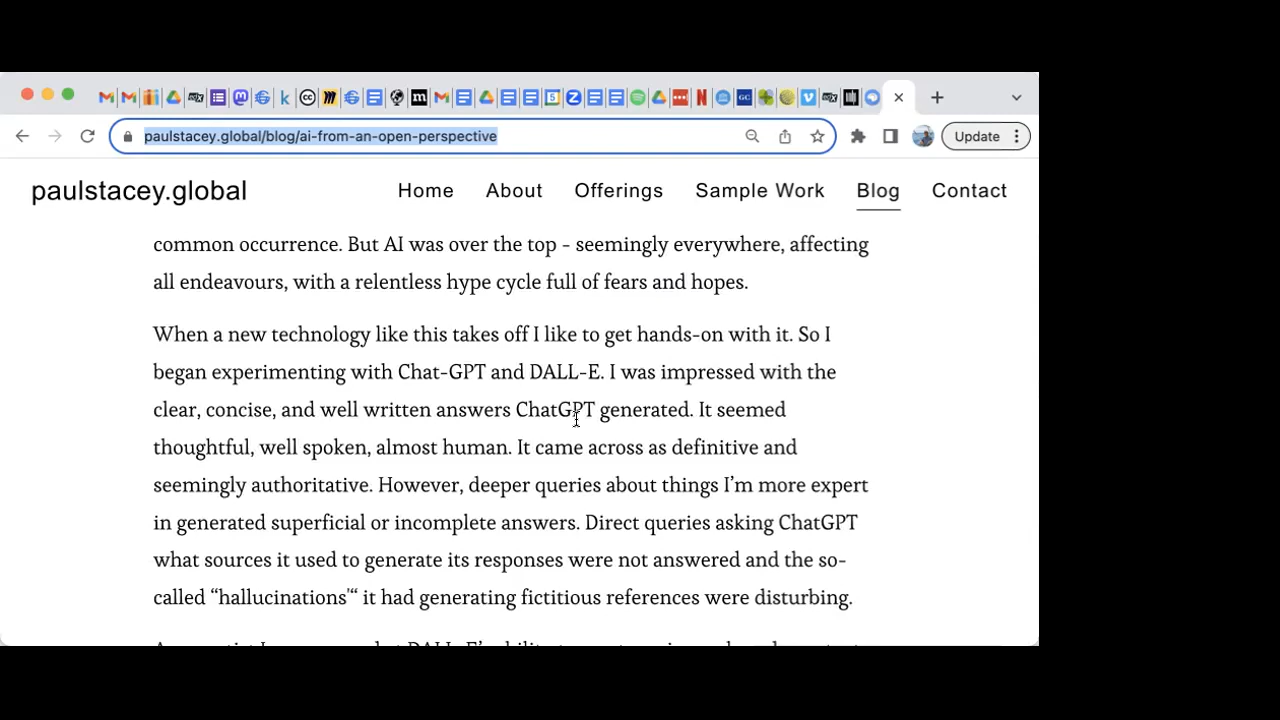 paulstacey.global/blog/ai-from-an-open-perspective
Update
paulstacey.global
Home About Offerings Sample Work Blog Contact
common occurrence. But AI was over the top - seemingly everywhere, affecting
all endeavours, with a relentless hype cycle full of fears and hopes.
When a new technology like this takes off I like to get hands-on with it. So I
began experimenting with Chat-GPT and DALL-E. I was impressed with the
clear, concise, and well written answers ChatGPT generated. It seemed
thoughtful, well spoken, almost human. It came across as definitive and
seemingly authoritative. However, deeper queries about things I’m more expert
in generated superficial or incomplete answers. Direct queries asking ChatGPT
what sources it used to generate its responses were not answered and the so-
called “hallucinations'“ it had generating fictitious references were disturbing.